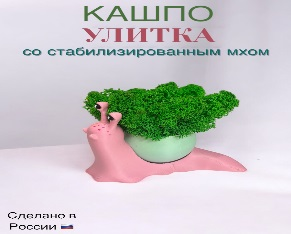 КАШПО
УЛИТКА
со стабилизированным мхом
Сделано в
России 🇷🇺